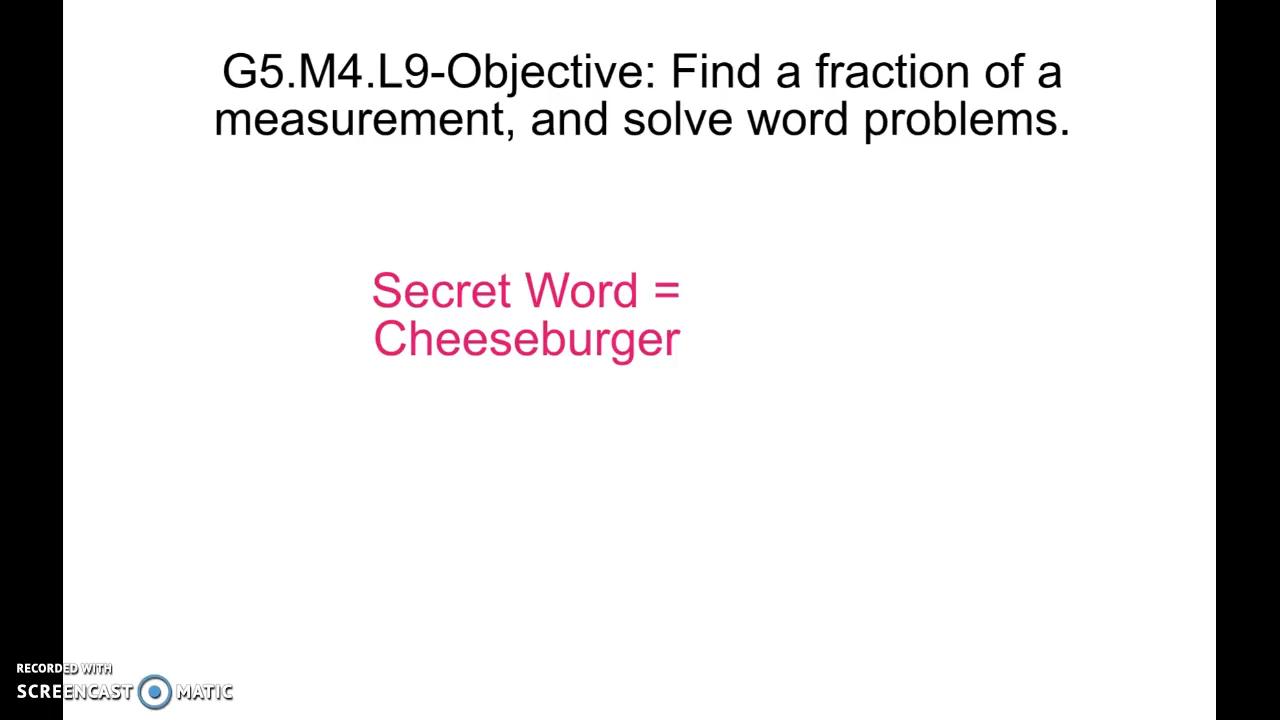 G5.M4.L9-Objective: Find a fraction of a
measurement, and solve word problems.
Secret Word =
Cheeseburger
RECORDED WITH
SCREENCAST MATIC